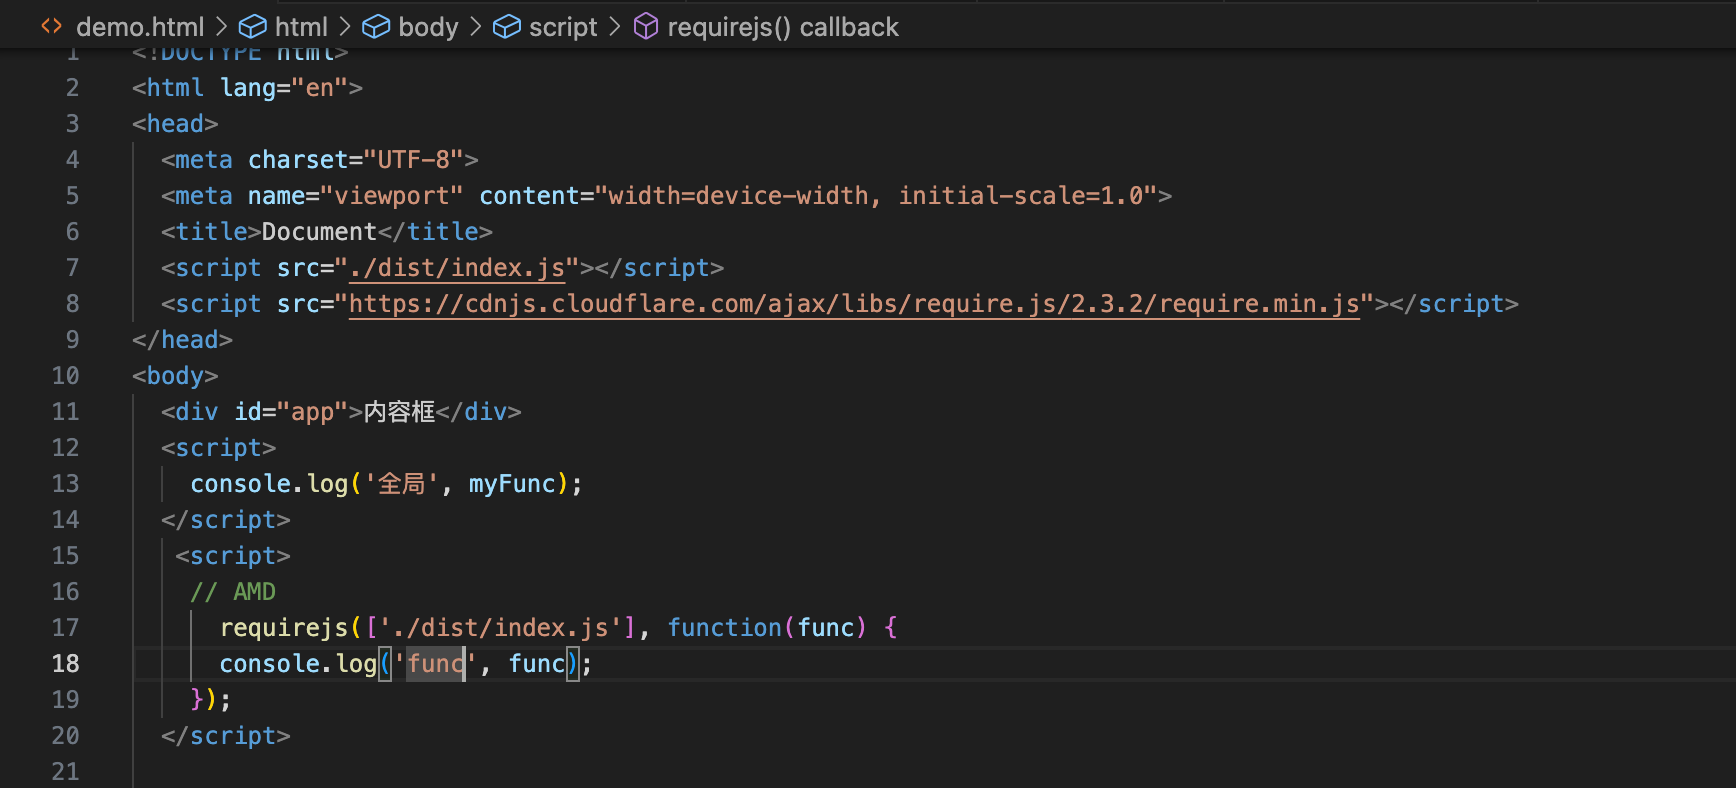 demo.html > html > body > script > requirejs() callback
1 <!DOCTYPE html>
2 <html lang="en">
3 <head>
4 <meta charset="UTF-8">
5 <meta name="viewport" content="width=device-width, initial-scale=1.0">
6 <title>Document</title>
7 <script src="./dist/index.js"></script>
8 <script src="https://cdnjs.cloudflare.com/ajax/libs/require.js/2.3.2/require.min.js"></script>
9 </head>
10 <body>
11 <div id="app">内容框</div>
12 <script>
13 console.log('全局', myFunc);
14 </script>
15 <script>
16 // AMD
17 requirejs(['./dist/index.js'], function(func) {
18 console.log('func', func);
19 });
20 </script>
21